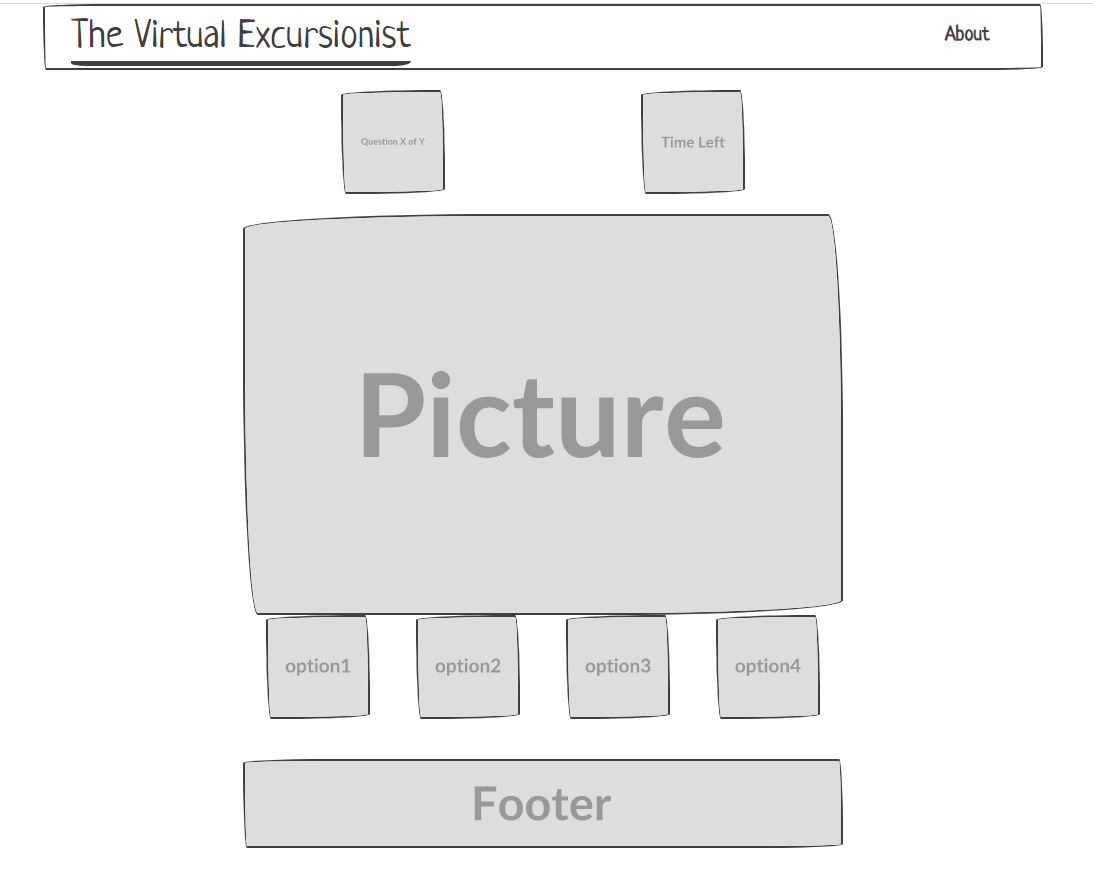 The Virtual Excursionist
About
Question X of Y
Time Left
Picture
option1
option2
option3
option4
Footer